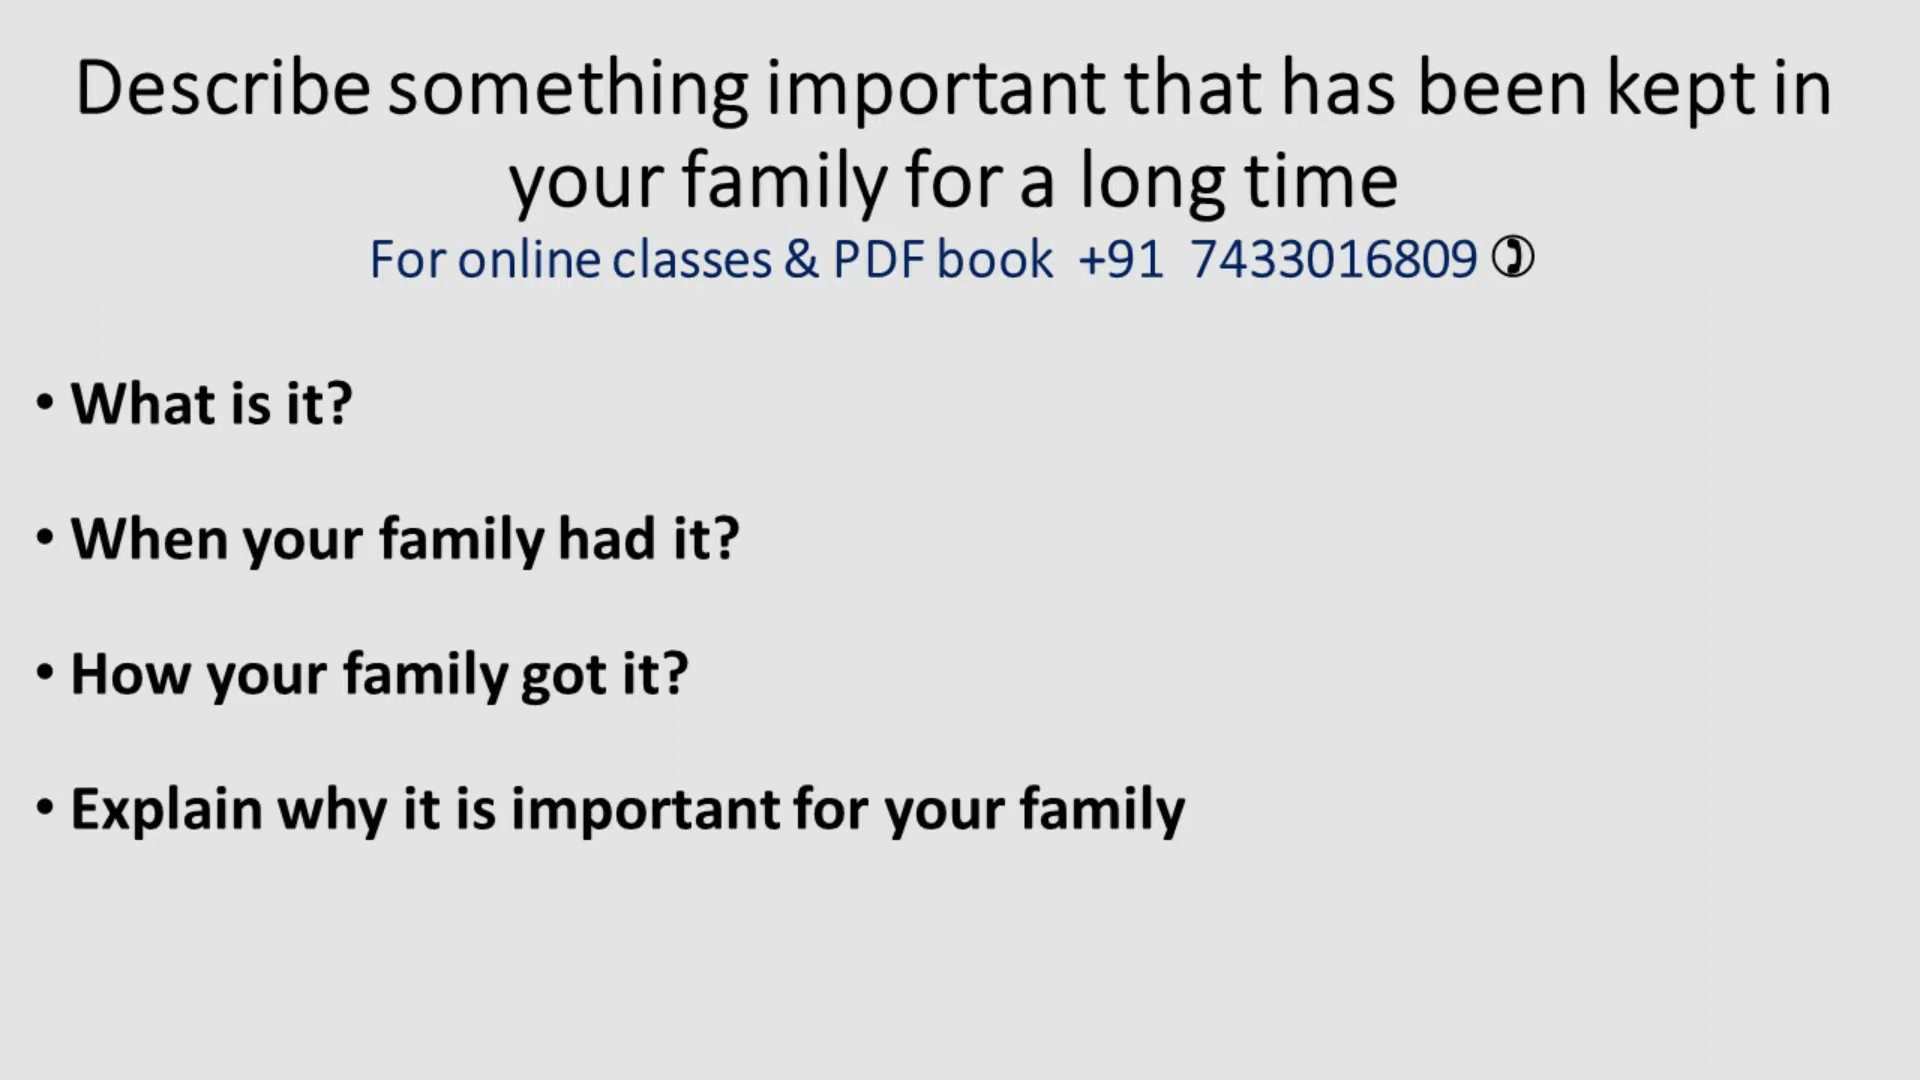 Describe something important that has been kept in
your family for a long time
For online classes & PDF book +91 7433016809 ✆
• What is it?
• When your family had it?
• How your family got it?
• Explain why it is important for your family